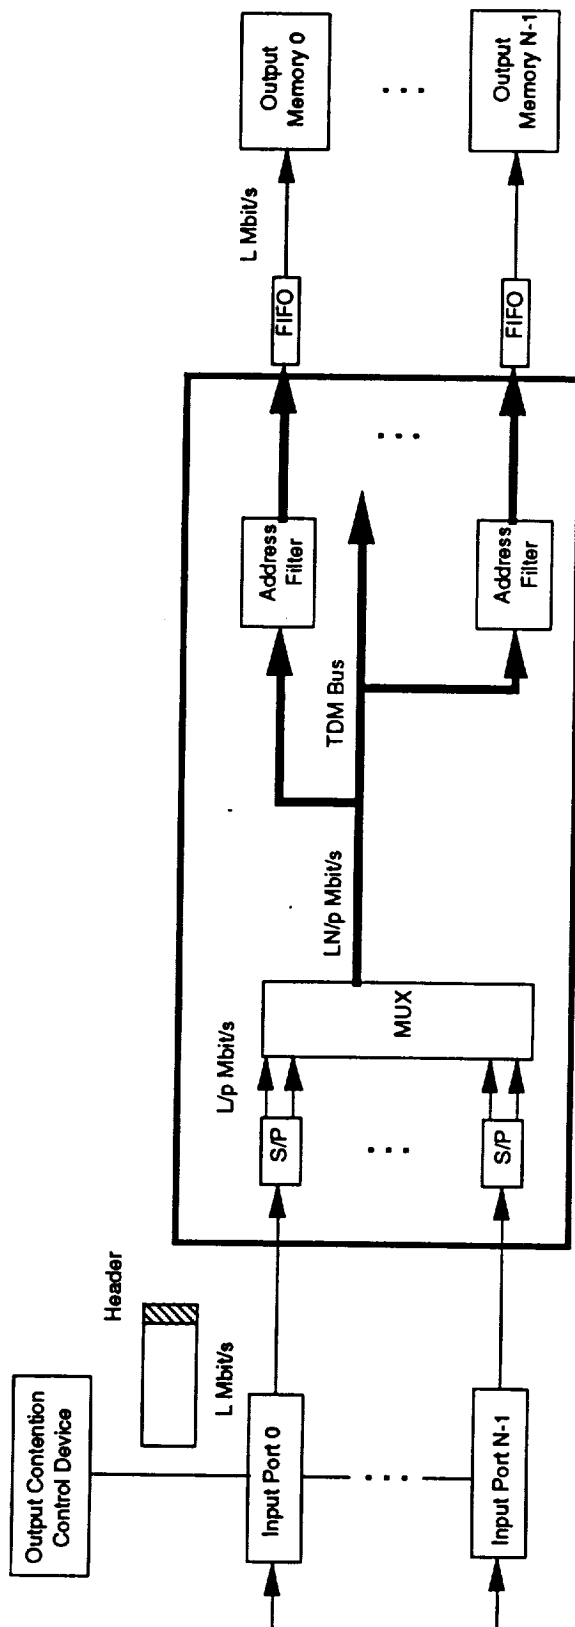 Output Contention
Control Device
Header
L Mbit/s
Input Port 0
. . .
Input Port N-1
S/P
. . .
S/P
L/p Mbit/s
MUX
LN/p Mbit/s
TDM Bus
Address
Filter
. . .
Address
Filter
FIFO
FIFO
L Mbit/s
Output
Memory 0
. . .
Output
Memory N-1